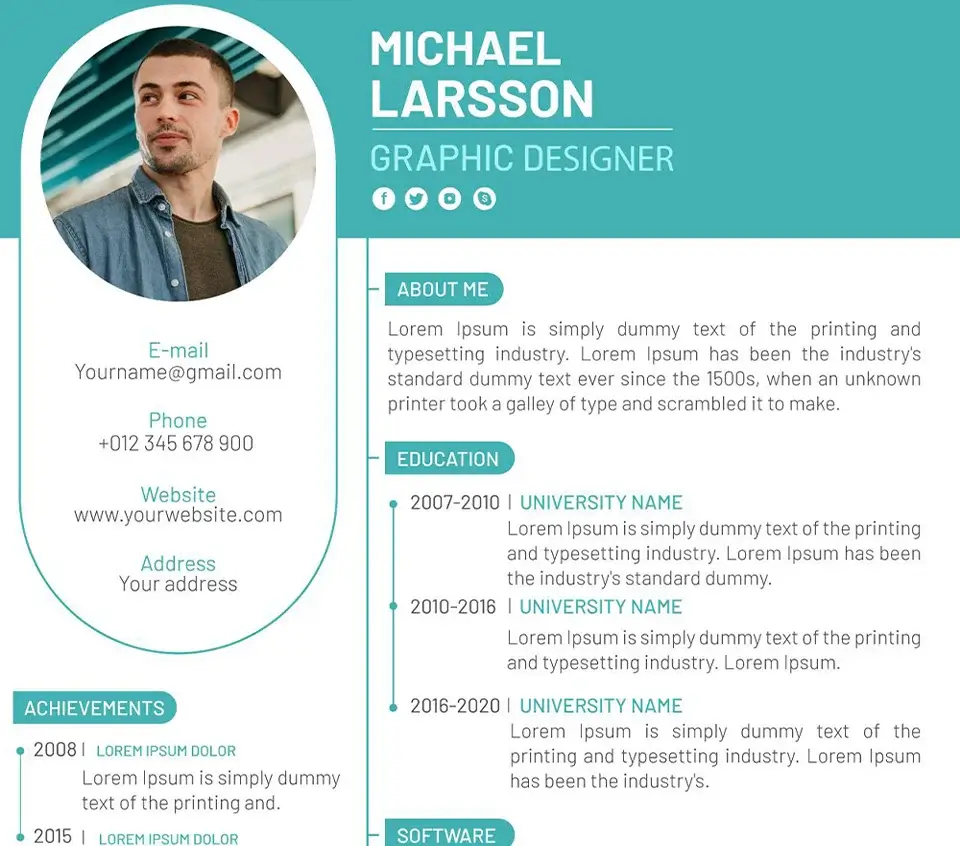 MICHAEL
LARSSON
GRAPHIC DESIGNER
E-mail
Yourname@gmail.com
Phone
+012 345 678 900
Website
www.yourwebsite.com
Address
Your address
ACHIEVEMENTS
2008 | LOREM IPSUM DOLOR
Lorem Ipsum is simply dummy
text of the printing and.
2015 | LOREM IPSUM DOLOR
ABOUT ME
Lorem Ipsum is simply dummy text of the printing and
typesetting industry. Lorem Ipsum has been the industry's
standard dummy text ever since the 1500s, when an unknown
printer took a galley of type and scrambled it to make.
EDUCATION
2007-2010 | UNIVERSITY NAME
Lorem Ipsum is simply dummy text of the printing
and typesetting industry. Lorem Ipsum has been
the industry's standard dummy.
2010-2016 | UNIVERSITY NAME
Lorem Ipsum is simply dummy text of the printing
and typesetting industry. Lorem Ipsum.
2016-2020 | UNIVERSITY NAME
Lorem Ipsum is simply dummy text of the
printing and typesetting industry. Lorem Ipsum
has been the industry's.
SOFTWARE